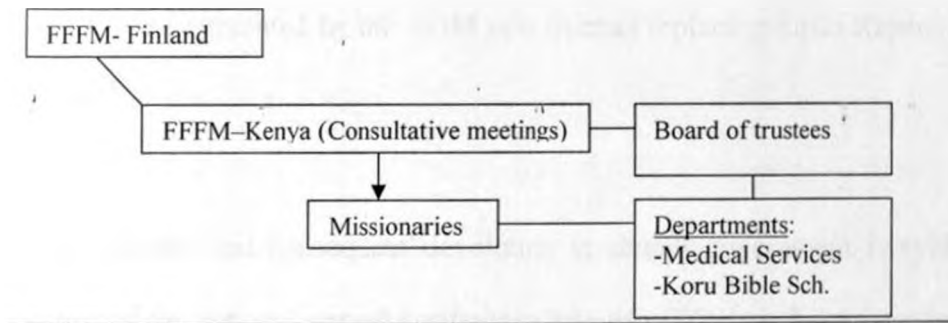 FFFM- Finland
FFFM–Kenya (Consultative meetings)
Board of trustees
Missionaries
Departments:
-Medical Services
-Koru Bible Sch.